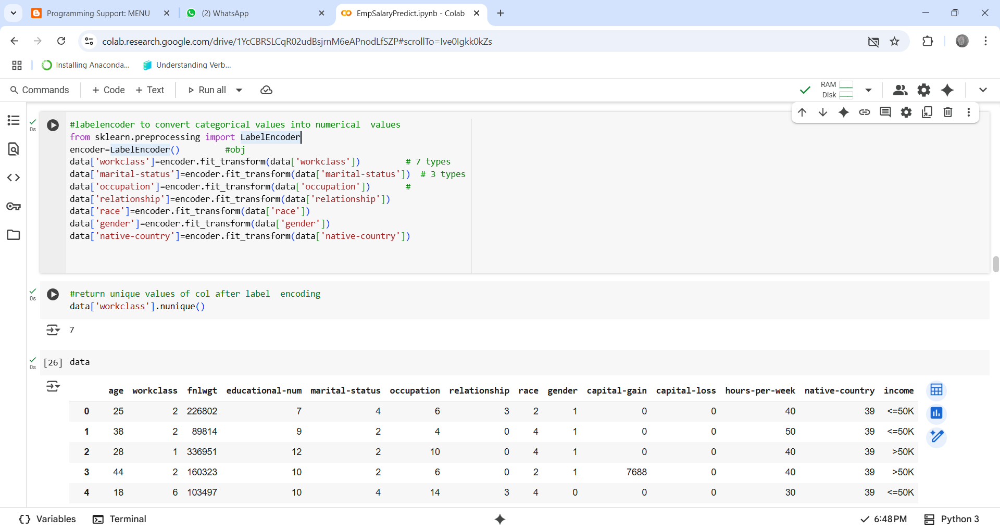 Programming Support: MENU
(2) WhatsApp
EmpSalaryPredict.ipynb - Colab
colab.research.google.com/drive/1YcCBRSLCqR02udBsjrnM6eAPnodLfSZP#scrollTo=Ive0Igkk0kZs
Installing Anaconda...
Understanding Verb...
Commands + Code + Text Run all
RAM
Disk
0s
#labelencoder to convert categorical values into numerical  values
from sklearn.preprocessing import LabelEncoder
encoder=LabelEncoder()         #obj
data['workclass']=encoder.fit_transform(data['workclass'])         # 7 types
data['marital-status']=encoder.fit_transform(data['marital-status'])  # 3 types
data['occupation']=encoder.fit_transform(data['occupation'])       #
data['relationship']=encoder.fit_transform(data['relationship'])
data['race']=encoder.fit_transform(data['race'])
data['gender']=encoder.fit_transform(data['gender'])
data['native-country']=encoder.fit_transform(data['native-country'])
0s
#return unique values of col after label  encoding
data['workclass'].nunique()
7
0s
[26] data
age workclass fnlwgt educational-num marital-status occupation relationship race gender capital-gain capital-loss hours-per-week native-country income
0 25 2 226802 7 4 6 3 2 1 0 0 40 39 <=50K
1 38 2 89814 9 2 4 0 4 1 0 0 50 39 <=50K
2 28 1 336951 12 2 10 0 4 1 0 0 40 39 >50K
3 44 2 160323 10 2 6 0 2 1 7688 0 40 39 >50K
4 18 6 103497 10 4 14 3 4 0 0 0 30 39 <=50K
{} Variables Terminal 6:48 PM Python 3